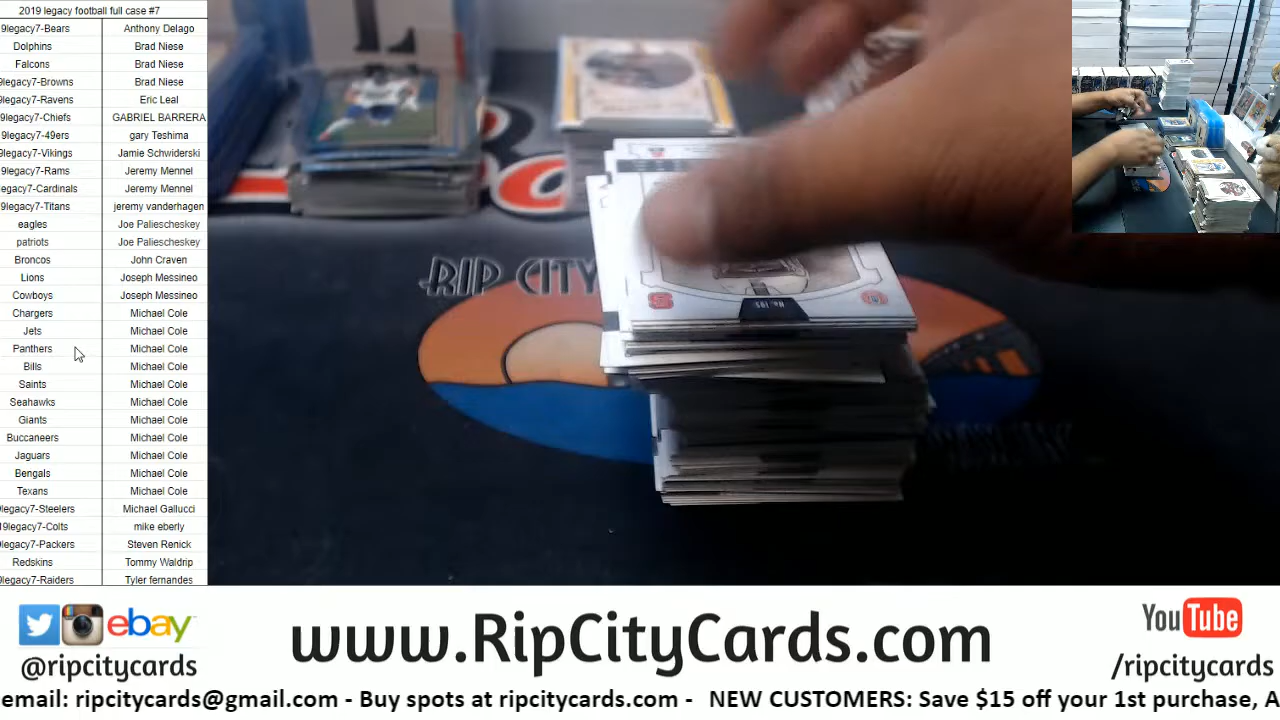 2019 legacy football full case #7
9legacy7-Bears Anthony Delago
Dolphins Brad Niese
Falcons Brad Niese
9legacy7-Browns Brad Niese
9legacy7-Ravens Eric Leal
9legacy7-Chiefs GABRIEL BARRERA
9legacy7-49ers gary Teshima
9legacy7-Vikings Jamie Schwiderski
9legacy7-Rams Jeremy Mennel
legacy7-Cardinals Jeremy Mennel
9legacy7-Titans jeremy vanderhagen
eagles Joe Paliescheskey
patriots Joe Paliescheskey
Broncos John Craven
Lions Joseph Messineo
Cowboys Joseph Messineo
Chargers Michael Cole
Jets Michael Cole
Panthers Michael Cole
Bills Michael Cole
Saints Michael Cole
Seahawks Michael Cole
Giants Michael Cole
Buccaneers Michael Cole
Jaguars Michael Cole
Bengals Michael Cole
Texans Michael Cole
9legacy7-Steelers Michael Gallucci
19legacy7-Colts mike eberly
9legacy7-Packers Steven Renick
Redskins Tommy Waldrip
9legacy7-Raiders Tyler fernandes
RIP CITY
No. 195
ebay
@ripcitycards
www.RipCityCards.com
YouTube
/ripcitycards
email: ripcitycards@gmail.com - Buy spots at ripcitycards.com - NEW CUSTOMERS: Save $15 off your 1st purchase, A